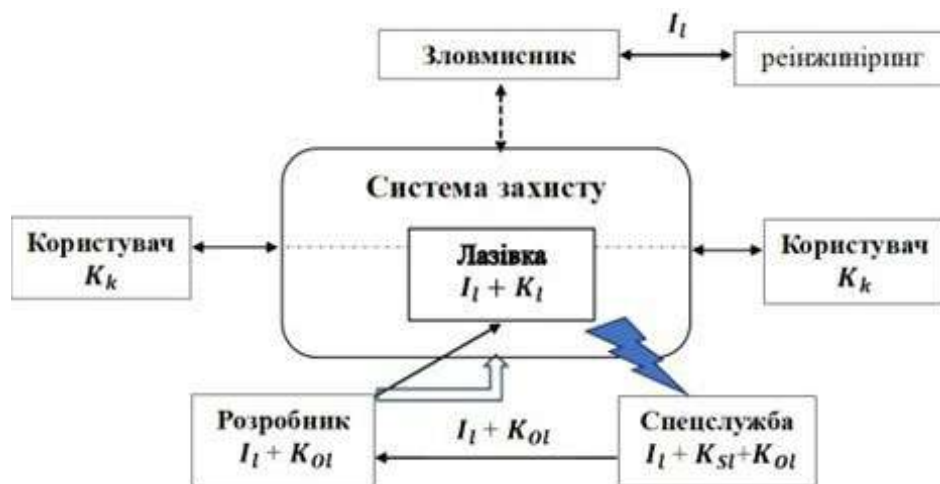 I_l
Зловмисник
реінжиніринг
Система захисту
Користувач
K_k
Лазівка
I_l + K_l
Користувач
K_k
Розробник
I_l + K_Ol
I_l + K_Ol
Спецслужба
I_l + K_Sl+K_Ol